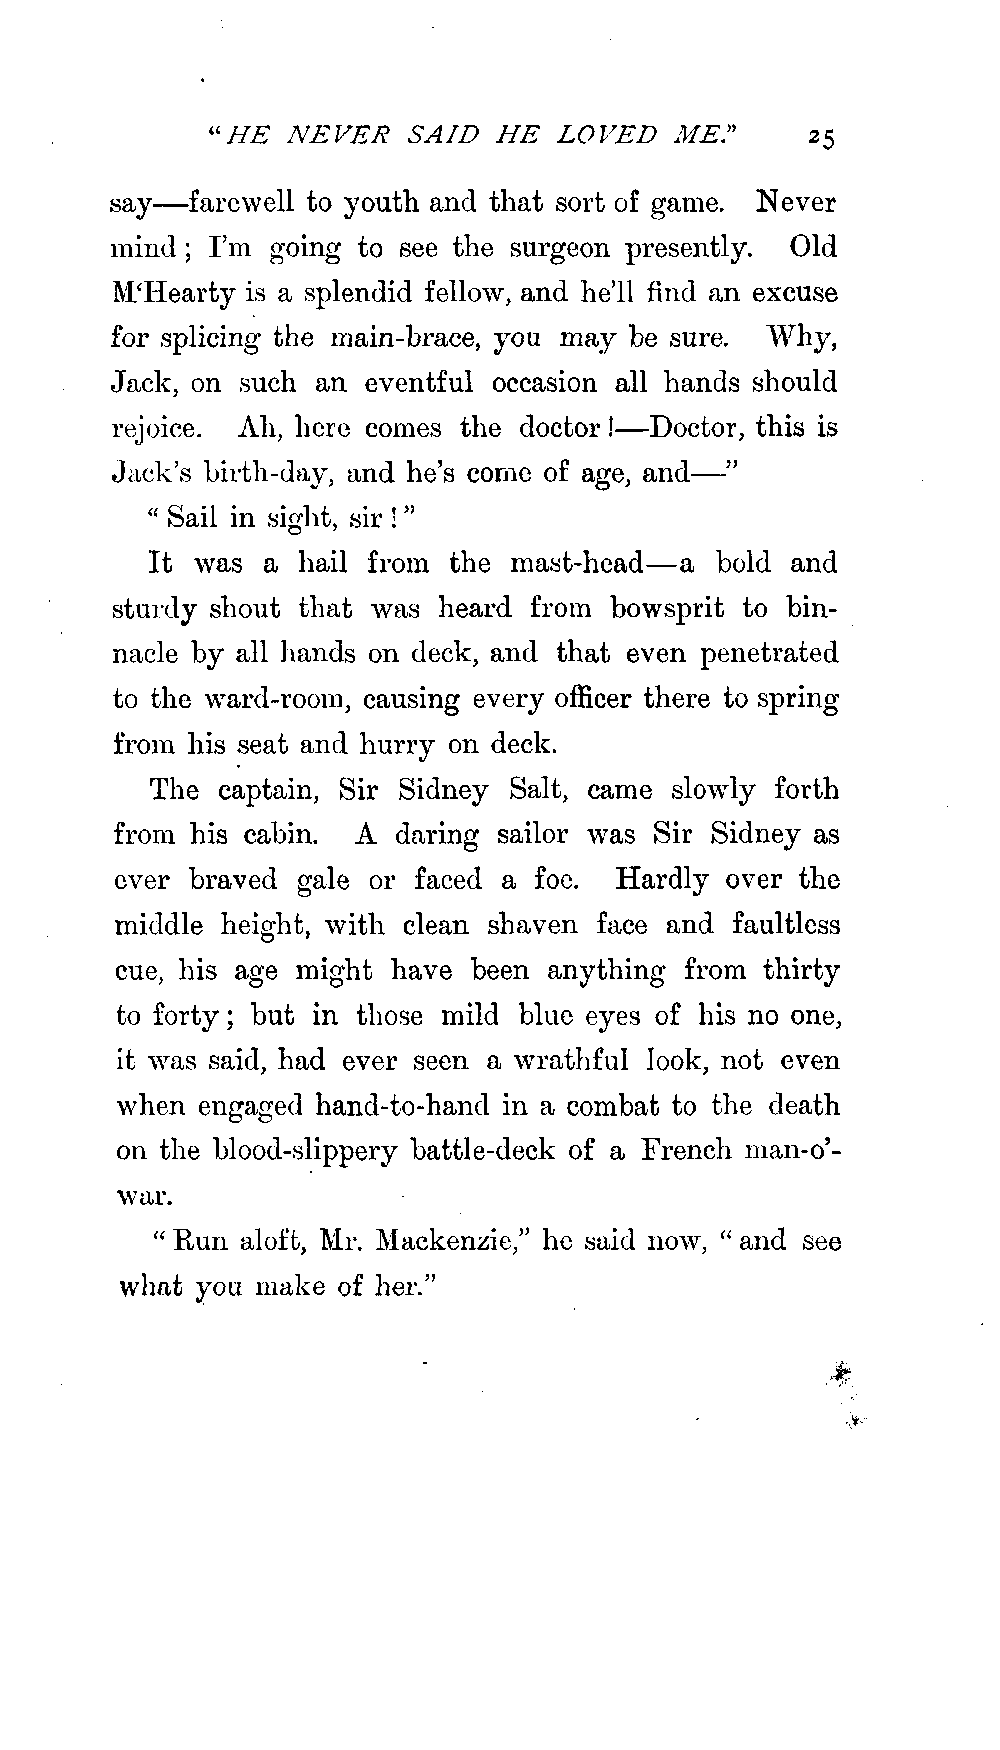 "HE NEVER SAID HE LOVED ME." 25
say—farewell to youth and that sort of game. Never
mind; I'm going to see the surgeon presently. Old
M'Hearty is a splendid fellow, and he'll find an excuse
for splicing the main-brace, you may be sure. Why,
Jack, on such an eventful occasion all hands should
rejoice. Ah, here comes the doctor!—Doctor, this is
Jack's birth-day, and he's come of age, and—"
"Sail in sight, sir!"
It was a hail from the mast-head—a bold and
sturdy shout that was heard from bowsprit to bin-
nacle by all hands on deck, and that even penetrated
to the ward-room, causing every officer there to spring
from his seat and hurry on deck.
The captain, Sir Sidney Salt, came slowly forth
from his cabin. A daring sailor was Sir Sidney as
ever braved gale or faced a foe. Hardly over the
middle height, with clean shaven face and faultless
cue, his age might have been anything from thirty
to forty; but in those mild blue eyes of his no one,
it was said, had ever seen a wrathful look, not even
when engaged hand-to-hand in a combat to the death
on the blood-slippery battle-deck of a French man-o'-
war.
"Run aloft, Mr. Mackenzie," he said now, "and see
what you make of her."